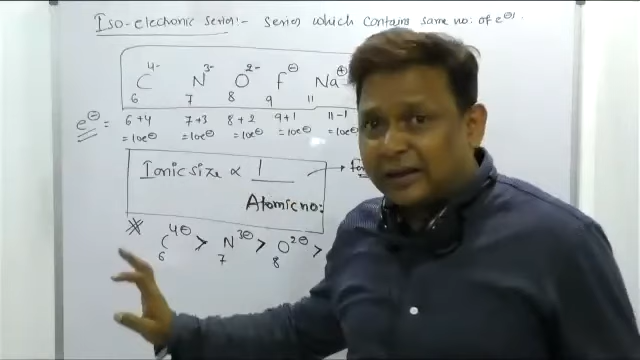 Iso-electronic series:- series which contains same no: of e⊖s
C⁴⁻ N³⁻ O²⁻ F⊖ Na⊕
6 7 8 9 11
e⊖ = 6+4 7+3 8+2 9+1 11-1
=10e⊖ =10e⊖ =10e⊖ =10e⊖ =10e⊖
Ionic size ∝ 1
Atomic no:
C⁴⊖ > N³⊖ > O²⊖ >
6 7 8